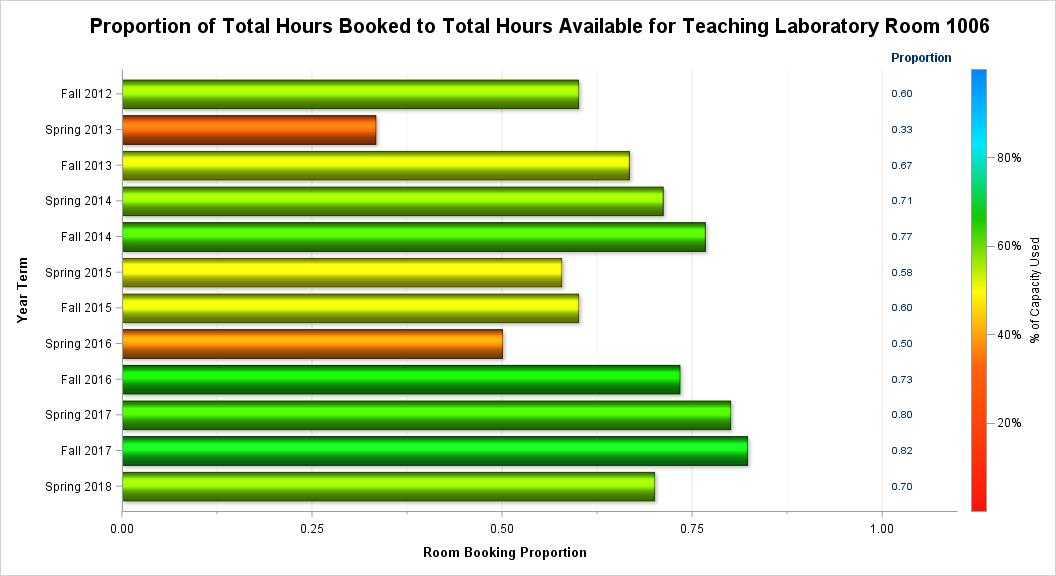 Proportion of Total Hours Booked to Total Hours Available for Teaching Laboratory Room 1006
Proportion
Fall 2012 0.60
Spring 2013 0.33
Fall 2013 0.67
Spring 2014 0.71
Fall 2014 0.77
Spring 2015 0.58
Fall 2015 0.60
Spring 2016 0.50
Fall 2016 0.73
Spring 2017 0.80
Fall 2017 0.82
Spring 2018 0.70
Year Term
0.00 0.25 0.50 0.75 1.00
Room Booking Proportion
80%
60%
40%
20%
% of Capacity Used